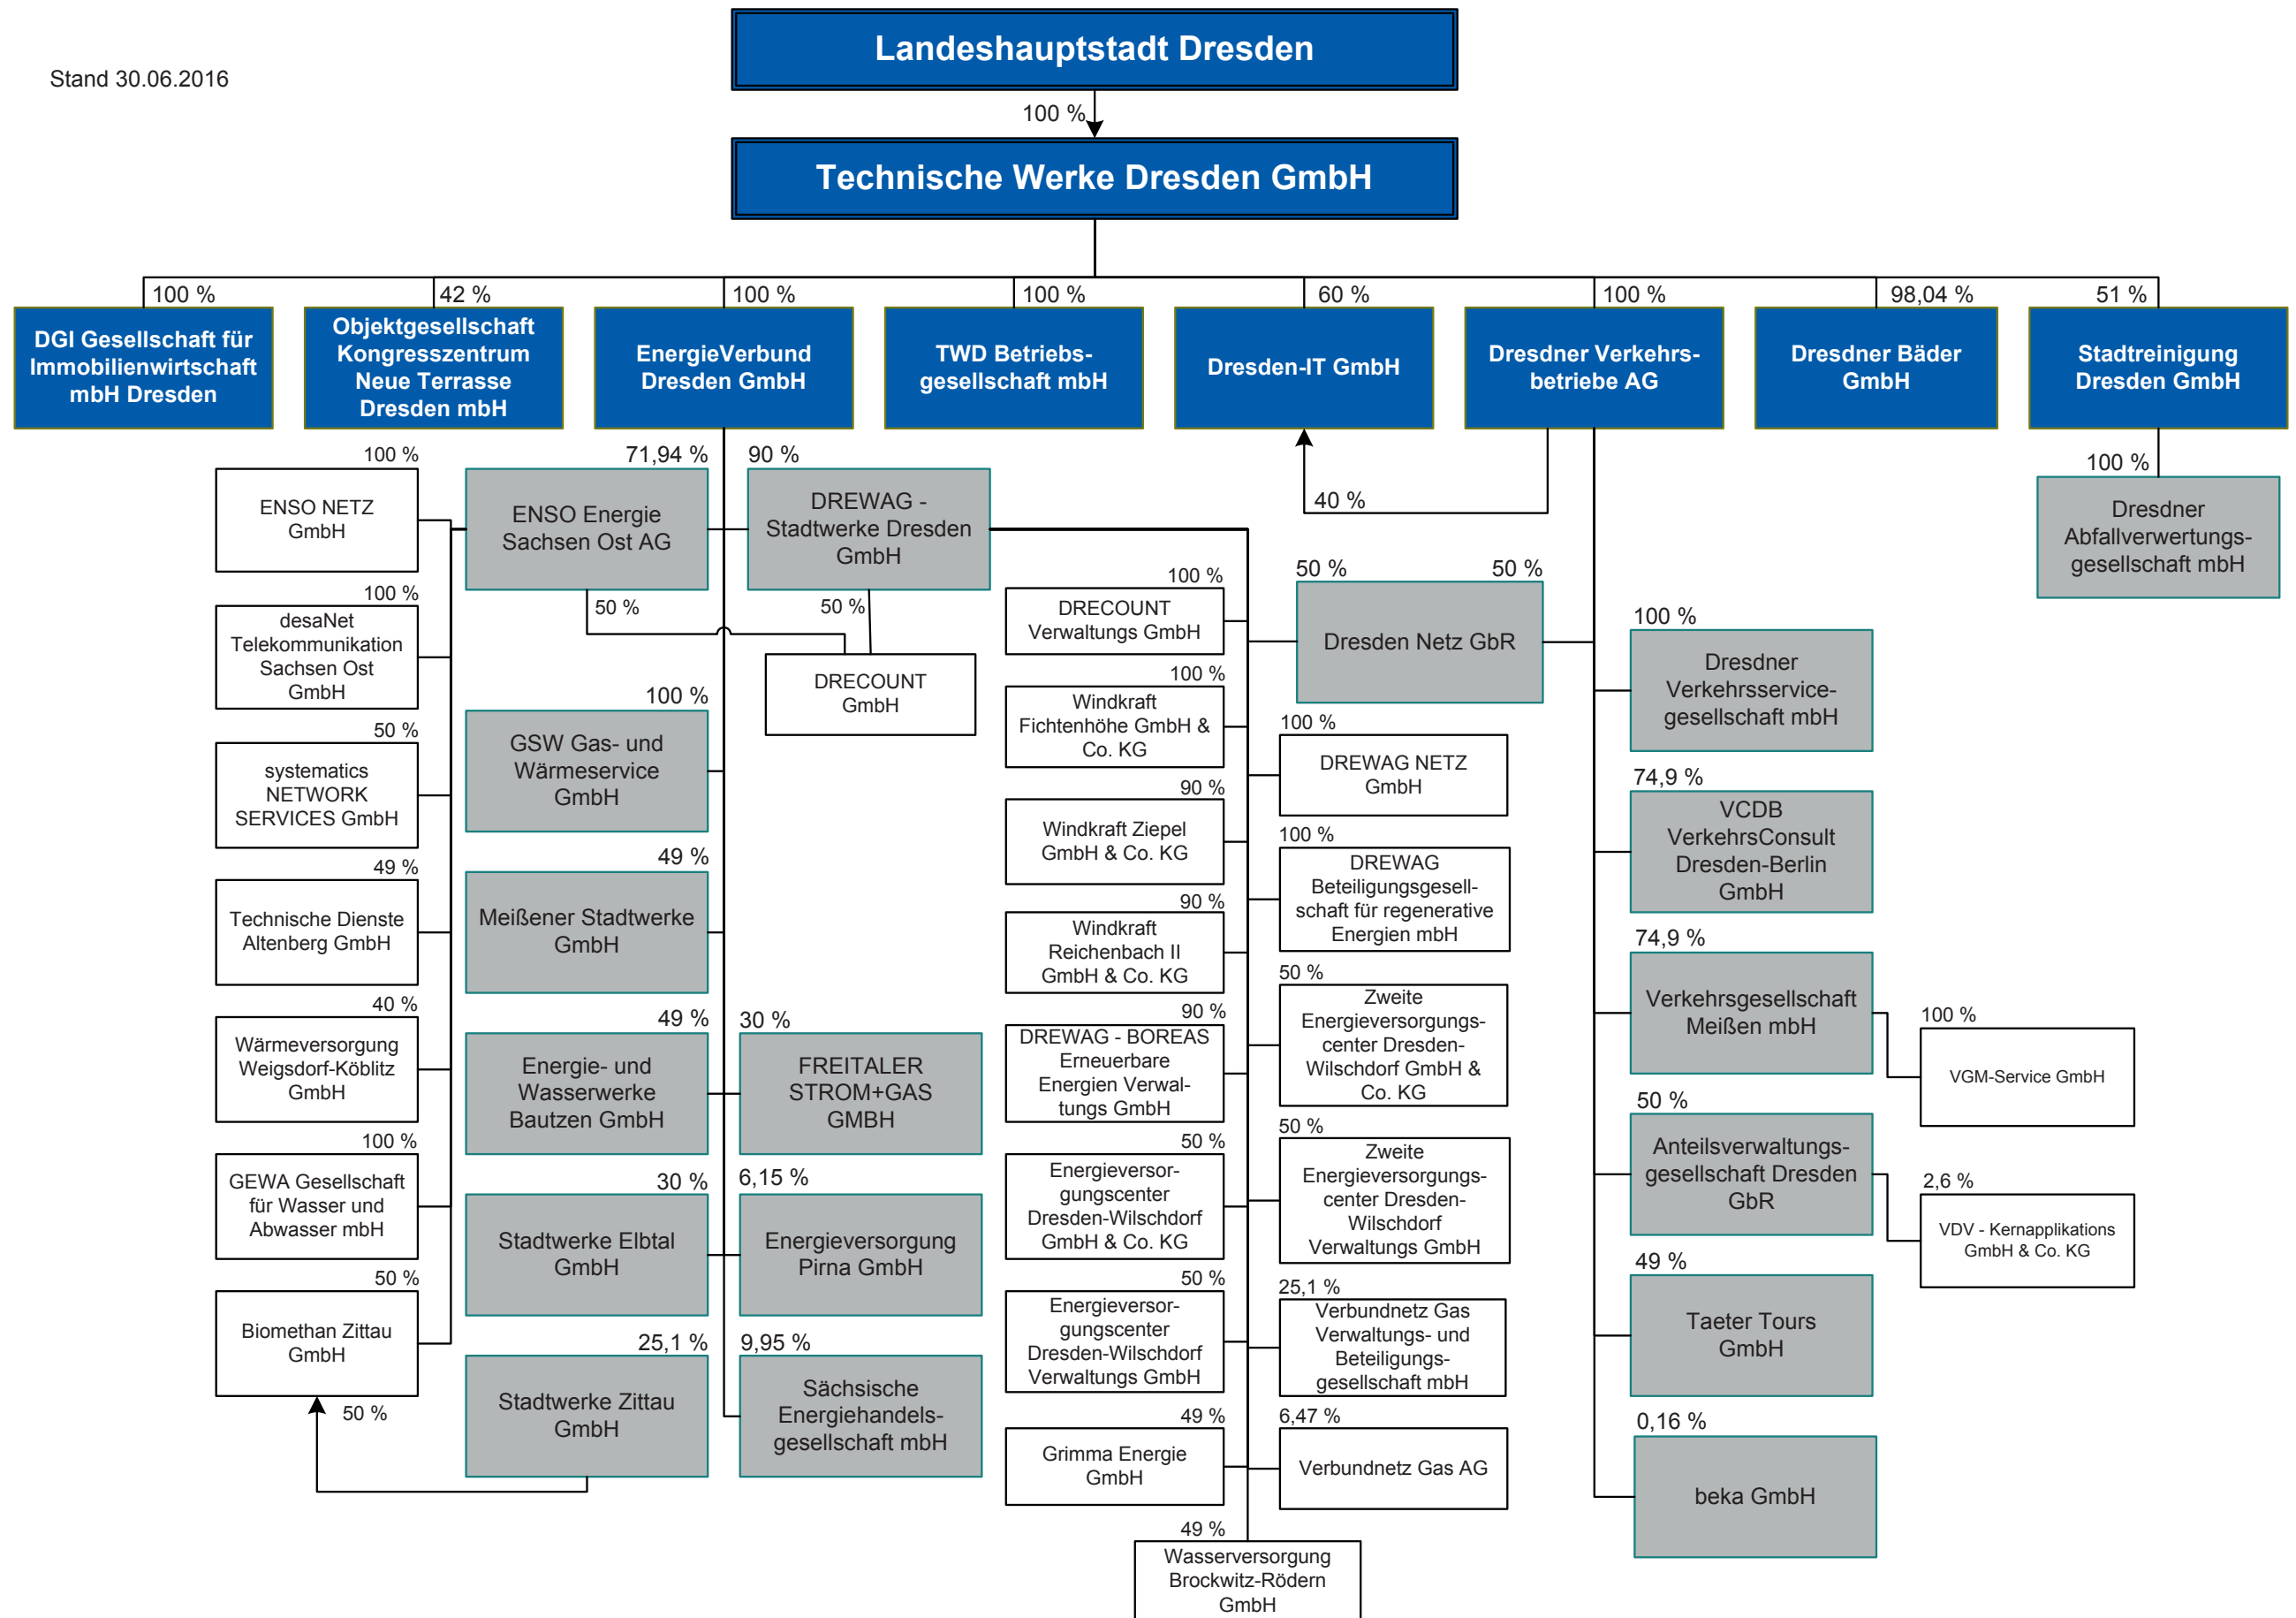 Stand 30.06.2016
Landeshauptstadt Dresden
100 %
Technische Werke Dresden GmbH
100 %
DGI Gesellschaft für
Immobilienwirtschaft
mbH Dresden
42 %
Objektgesellschaft
Kongresszentrum
Neue Terrasse
Dresden mbH
100 %
EnergieVerbund
Dresden GmbH
100 %
TWD Betriebs-
gesellschaft mbH
60 %
Dresden-IT GmbH
100 %
Dresdner Verkehrs-
betriebe AG
98,04 %
Dresdner Bäder
GmbH
51 %
Stadtreinigung
Dresden GmbH
100 %
ENSO NETZ
GmbH
100 %
desaNet
Telekommunikation
Sachsen Ost
GmbH
50 %
systematics
NETWORK
SERVICES GmbH
49 %
Technische Dienste
Altenberg GmbH
40 %
Wärmeversorgung
Weigsdorf-Köblitz
GmbH
100 %
GEWA Gesellschaft
für Wasser und
Abwasser mbH
50 %
Biomethan Zittau
GmbH
50 %
71,94 %
ENSO Energie
Sachsen Ost AG
90 %
DREWAG -
Stadtwerke Dresden
GmbH
50 %
50 %
DRECOUNT
GmbH
100 %
GSW Gas- und
Wärmeservice
GmbH
49 %
Meißener Stadtwerke
GmbH
49 %
Energie- und
Wasserwerke
Bautzen GmbH
30 %
FREITALER
STROM+GAS
GMBH
30 %
Stadtwerke Elbtal
GmbH
6,15 %
Energieversorgung
Pirna GmbH
25,1 %
Stadtwerke Zittau
GmbH
9,95 %
Sächsische
Energiehandels-
gesellschaft mbH
100 %
DRECOUNT
Verwaltungs GmbH
100 %
Windkraft
Fichtenhöhe GmbH &
Co. KG
90 %
Windkraft Ziepel
GmbH & Co. KG
90 %
Windkraft
Reichenbach II
GmbH & Co. KG
90 %
DREWAG - BOREAS
Erneuerbare
Energien Verwal-
tungs GmbH
50 %
Energieversor-
gungscenter
Dresden-Wilschdorf
GmbH & Co. KG
50 %
Energieversor-
gungscenter
Dresden-Wilschdorf
Verwaltungs GmbH
49 %
Grimma Energie
GmbH
49 %
Wasserversorgung
Brockwitz-Rödern
GmbH
40 %
50 %
50 %
Dresden Netz GbR
100 %
DREWAG NETZ
GmbH
100 %
DREWAG
Beteiligungsgesell-
schaft für regenerative
Energien mbH
50 %
Zweite
Energieversorgungs-
center Dresden-
Wilschdorf GmbH &
Co. KG
50 %
Zweite
Energieversorgungs-
center Dresden-
Wilschdorf
Verwaltungs GmbH
25,1 %
Verbundnetz Gas
Verwaltungs- und
Beteiligungs-
gesellschaft mbH
6,47 %
Verbundnetz Gas AG
100 %
Dresdner
Verkehrsservice-
gesellschaft mbH
74,9 %
VCDB
VerkehrsConsult
Dresden-Berlin
GmbH
74,9 %
Verkehrsgesellschaft
Meißen mbH
100 %
VGM-Service GmbH
50 %
Anteilsverwaltungs-
gesellschaft Dresden
GbR
2,6 %
VDV - Kernapplikations
GmbH & Co. KG
49 %
Taeter Tours
GmbH
0,16 %
beka GmbH
100 %
Dresdner
Abfallverwertungs-
gesellschaft mbH